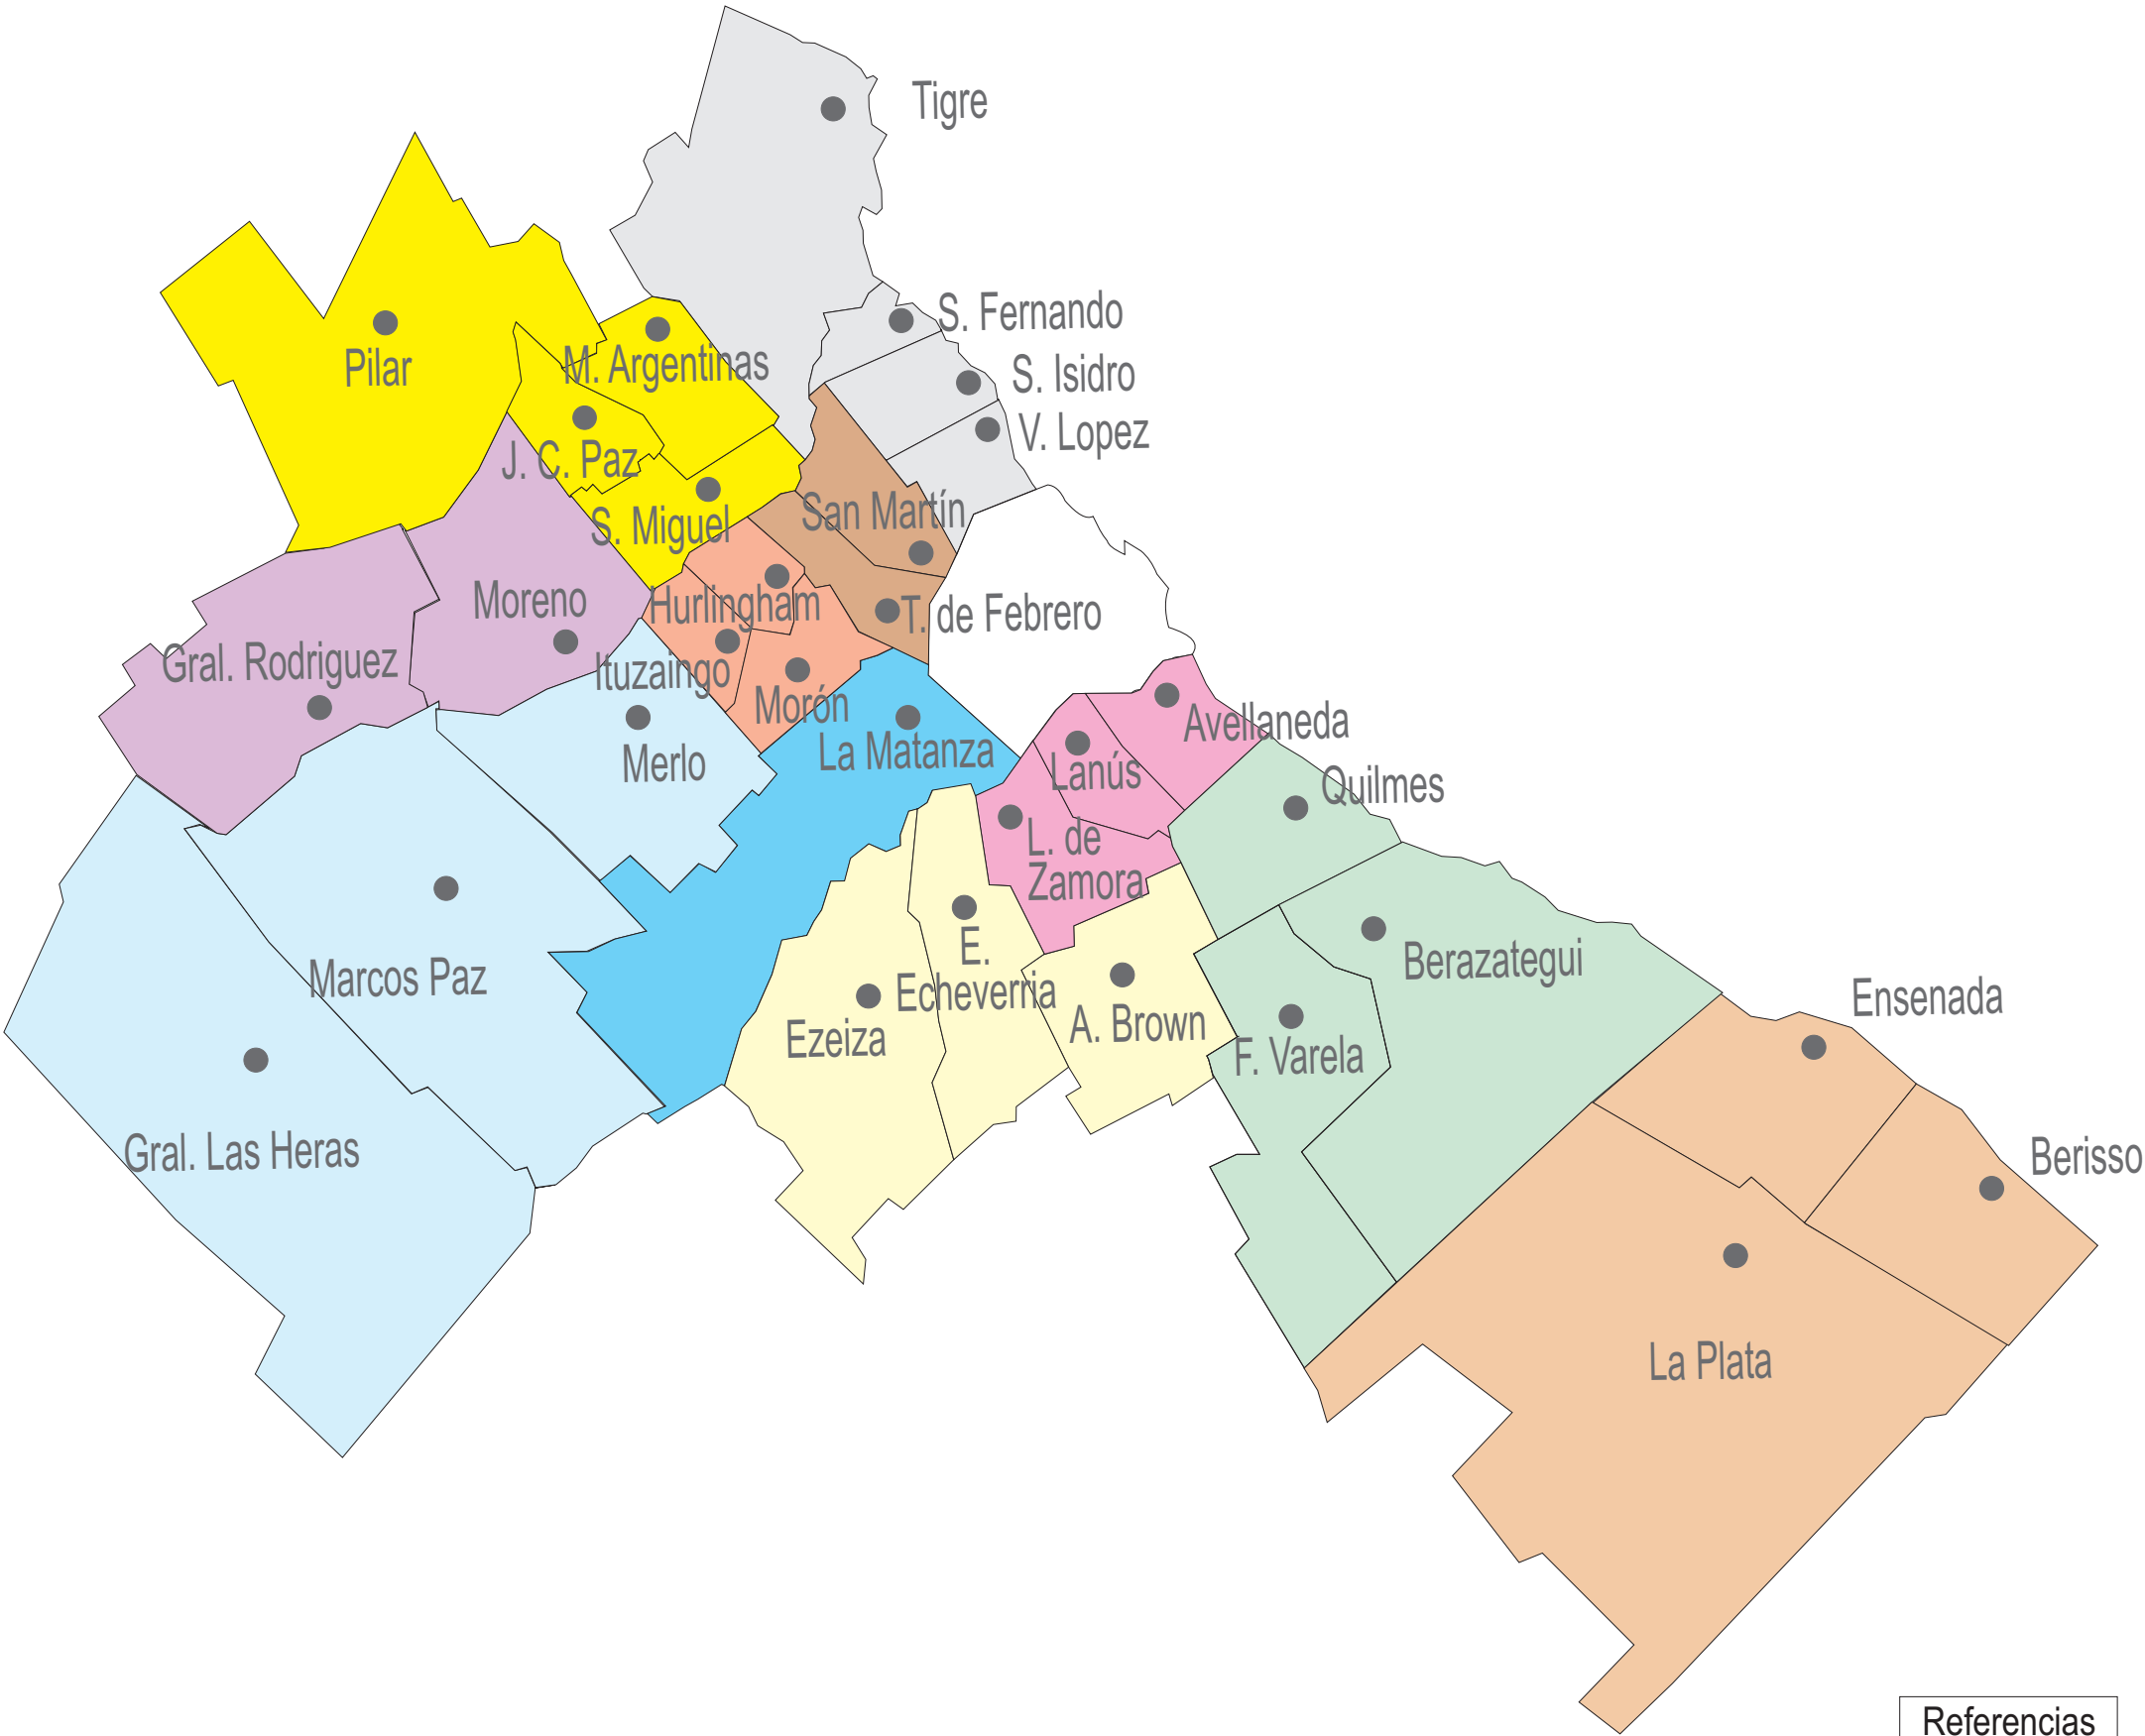 Tigre
S. Fernando
Pilar
M. Argentinas
S. Isidro
V. Lopez
J. C. Paz
S. Miguel
San Martín
Moreno
Hurlingham
T. de Febrero
Gral. Rodriguez
Ituzaingo
Morón
Avellaneda
Merlo
La Matanza
Lanús
Quilmes
L. de
Zamora
E.
Echeverria
Marcos Paz
Berazategui
Ezeiza
A. Brown
Ensenada
F. Varela
Gral. Las Heras
Berisso
La Plata
Referencias